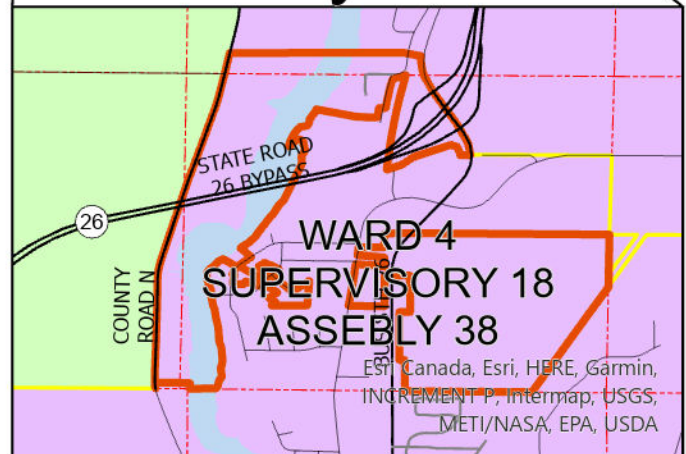 STATE ROAD
26 BYPASS
26
WARD 4
SUPERVISORY 18
ASSEBLY 38
COUNTY
ROAD N
Esri Canada, Esri, HERE, Garmin,
INCREMENT P, Intermap, USGS,
METI/NASA, EPA, USDA